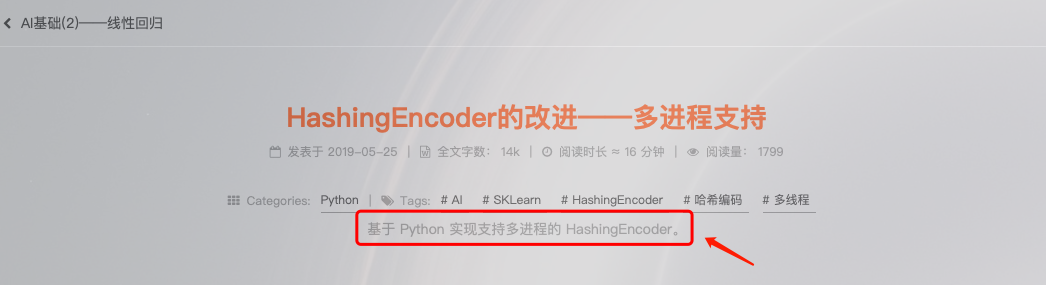 AI基础(2)——线性回归
HashingEncoder的改进——多进程支持
发表于 2019-05-25 | 全文字数： 14k | 阅读时长 ≈ 16 分钟 | 阅读量： 1799
Categories: Python | Tags: # AI # SKLearn # HashingEncoder # 哈希编码 # 多线程
基于 Python 实现支持多进程的 HashingEncoder。